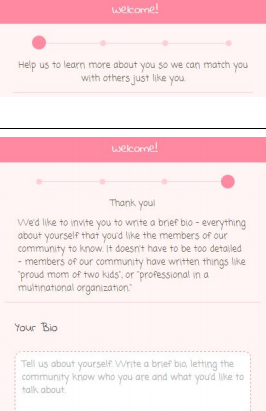 welcome!
Help us to learn more about you so we can match you
with others just like you.
welcome!
Thank you!
We'd like to invite you to write a brief bio - everything
about yourself that you'd like the members of our
community to know. It doesn't have to be too detailed
- members of our community have written things like
"proud mom of two kids", or "professional in a
multinational organization."
Your Bio
Tell us about yourself. Write a brief bio, letting the
community know who you are and what you'd like to
talk about.